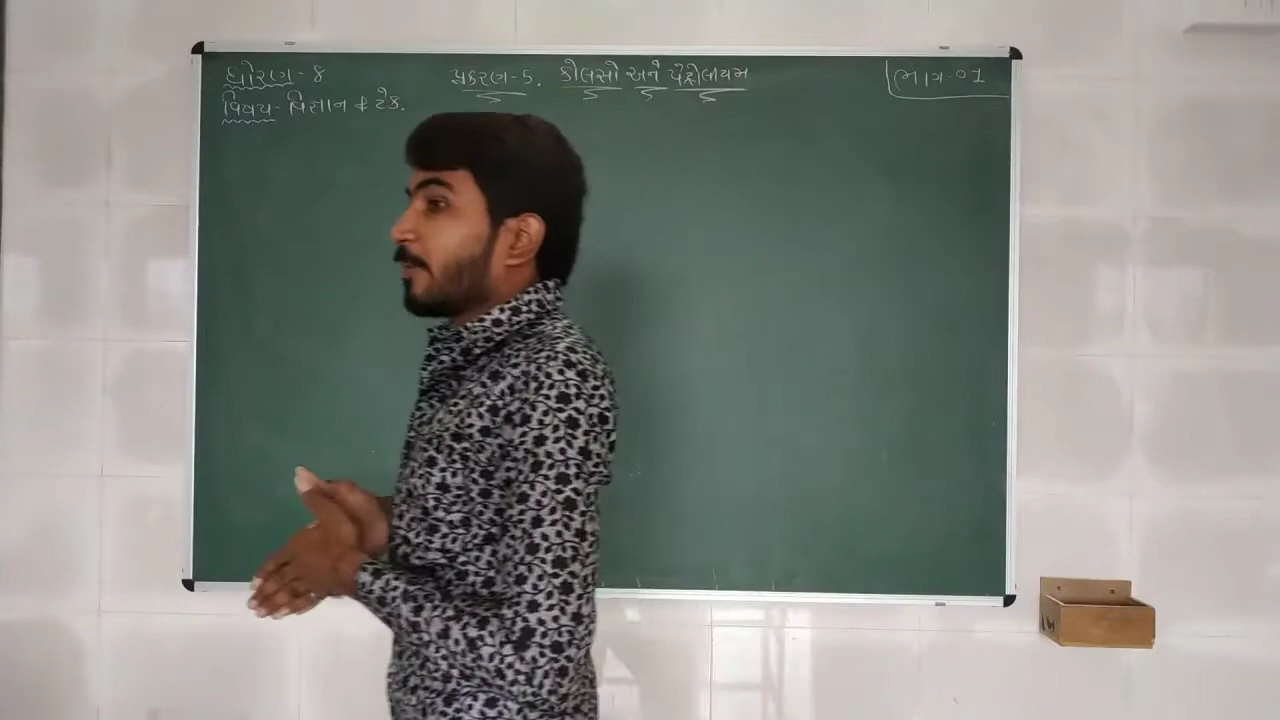 ધોરણ-8
પ્રકરણ-5. કોલસો અને પેટ્રોલીયમ
ભાગ-01
વિષય- વિજ્ઞાન & ટેક.